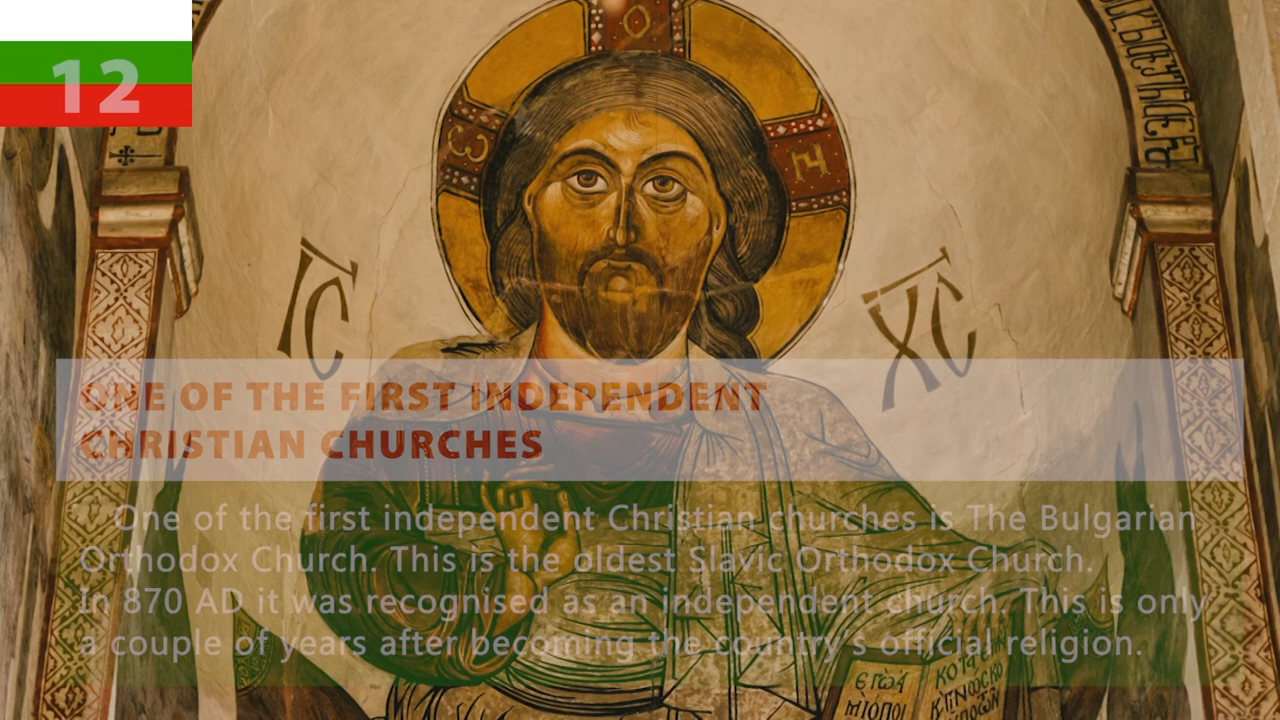 12
Ο
Ѡ
Н
IC
XC
ONE OF THE FIRST INDEPENDENT
CHRISTIAN CHURCHES
One of the first independent Christian churches is The Bulgarian
Orthodox Church. This is the oldest Slavic Orthodox Church.
In 870 AD it was recognised as an independent church. This is only
a couple of years after becoming the country's official religion.